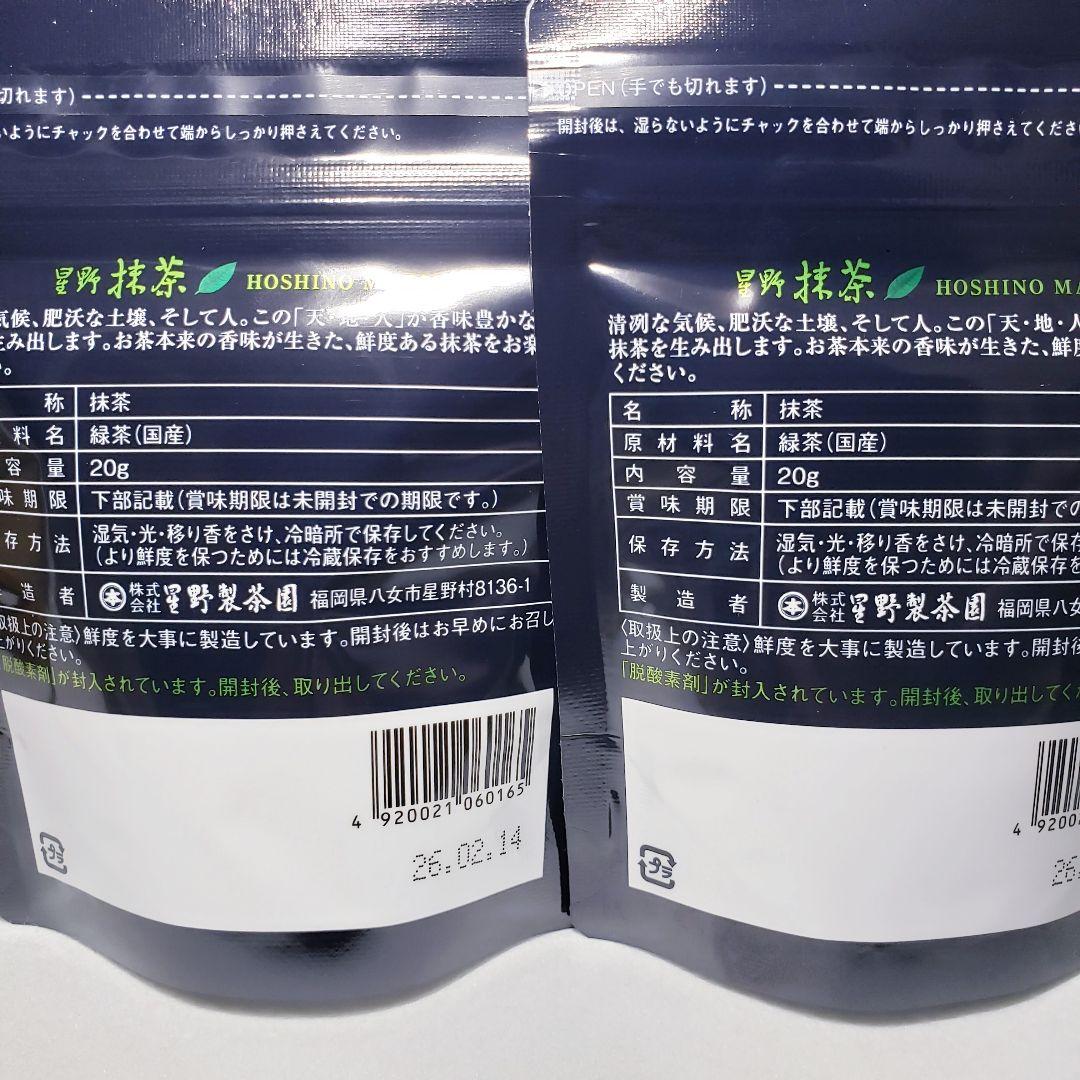 切れます)
いようにチャックを合わせて端からしっかり押さえてください。
星野抹茶 HOSHINO M
気候、肥沃な土壌、そして人。この「天・地・人」が香味豊かな
生み出します。お茶本来の香味が生きた、鮮度ある抹茶をお楽
い。
称 抹茶
料名 緑茶(国産)
容量 20g
味期限 下部記載(賞味期限は未開封での期限です。)
存方法 湿気・光・移り香をさけ、冷暗所で保存してください。
(より鮮度を保つためには冷蔵保存をおすすめします。)
造者 本 株式会社 星野製茶園 福岡県八女市星野村8136-1
取扱上の注意〉鮮度を大事に製造しています。開封後はお早めにお召し
上がりください。
「脱酸素剤」が封入されています。開封後、取り出してください。
4 920021 060165
26.02.14
プラ
OPEN(手でも切れます)
開封後は、湿らないようにチャックを合わせて端からしっかり押さえてくださ
星野抹茶 HOSHINO MA
清冽な気候、肥沃な土壌、そして人。この「天・地・人
抹茶を生み出します。お茶本来の香味が生きた、鮮度
ください。
名称 抹茶
原材料名 緑茶(国産)
内容量 20g
賞味期限 下部記載(賞味期限は未開封での
保存方法 湿気・光・移り香をさけ、冷暗所で保存
(より鮮度を保つためには冷蔵保存を
製造者 本 株式会社 星野製茶園 福岡県八女市
〈取扱上の注意〉鮮度を大事に製造しています。開封後
上がりください。
「脱酸素剤」が封入されています。開封後、取り出してくだ
4 9200
26.
プラ